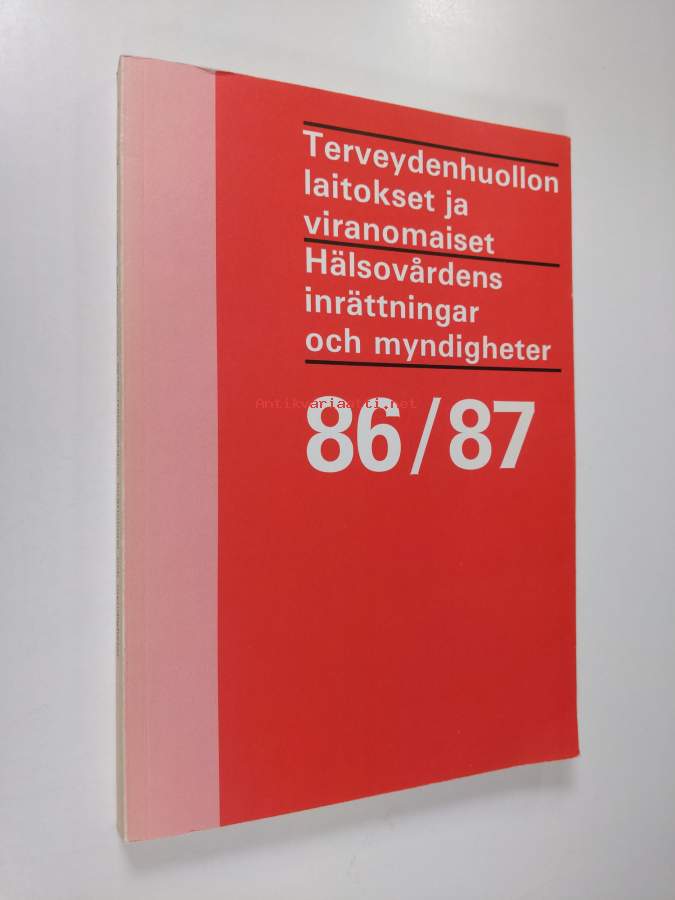 Terveydenhuollon
laitokset ja
viranomaiset
Hälsovårdens
inrättningar
och myndigheter
Antikvariaatti.net
86/87